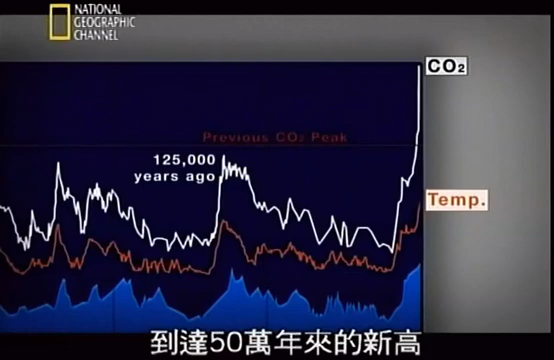 NATIONAL
GEOGRAPHIC
CHANNEL
CO₂
Previous CO₂ Peak
125,000
years ago
Temp.
到達50萬年來的新高